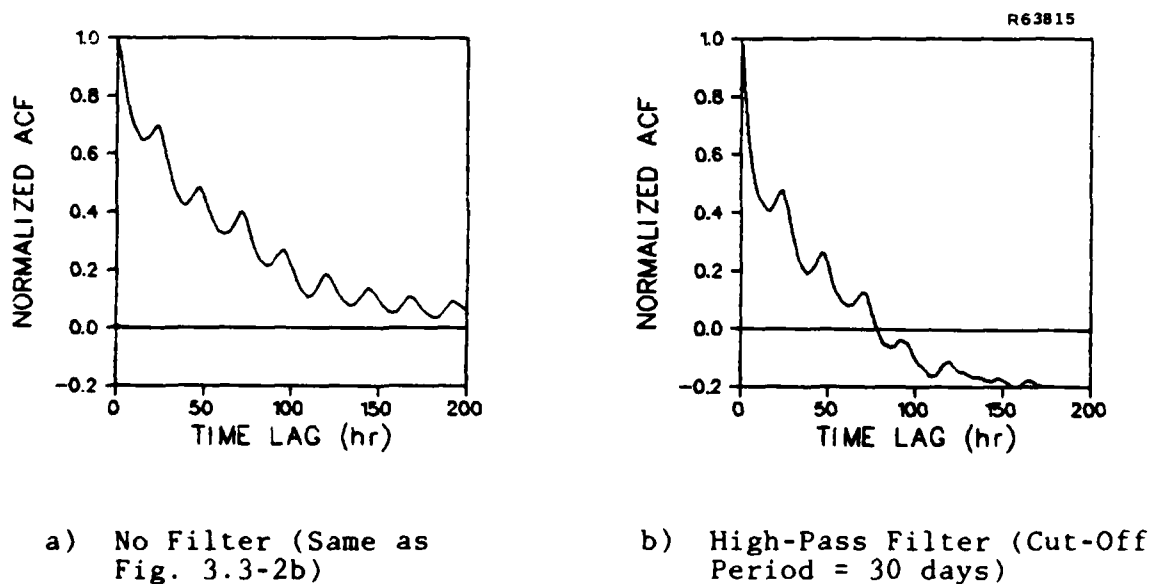 R63815
NORMALIZED ACF
1.0
0.8
0.6
0.4
0.2
0.0
-0.2
0 50 100 150 200
TIME LAG (hr)
NORMALIZED ACF
1.0
0.8
0.6
0.4
0.2
0.0
-0.2
0 50 100 150 200
TIME LAG (hr)
a) No Filter (Same as
Fig. 3.3-2b)
b) High-Pass Filter (Cut-Off
Period = 30 days)